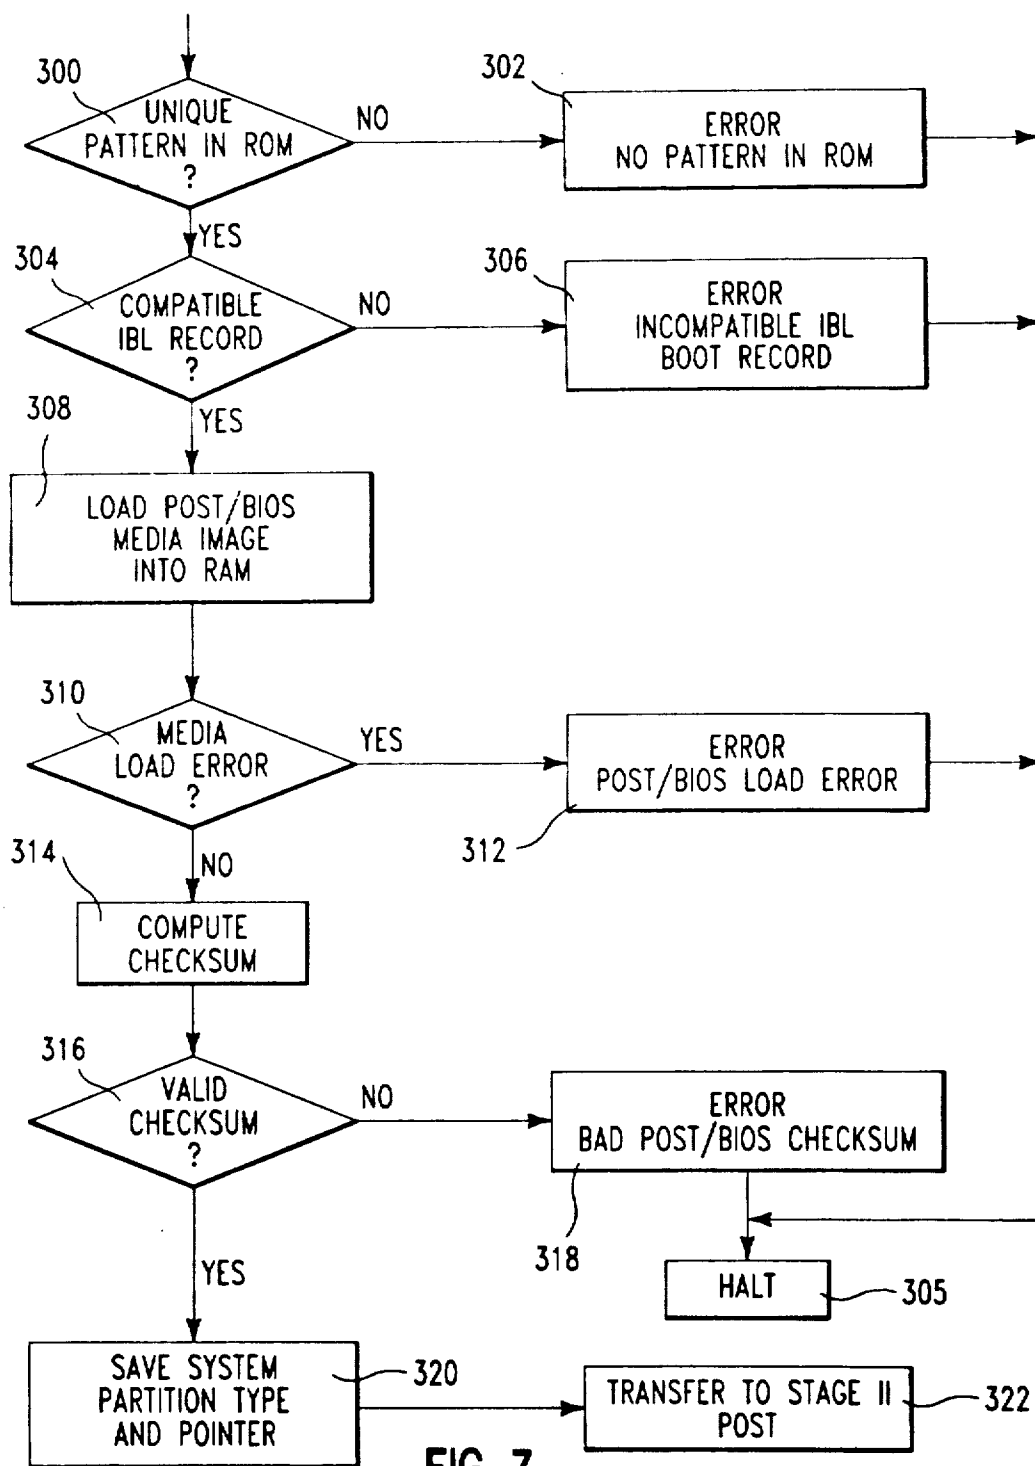 300
UNIQUE
PATTERN IN ROM
?
NO
302
ERROR
NO PATTERN IN ROM
YES
304
COMPATIBLE
IBL RECORD
?
NO
306
ERROR
INCOMPATIBLE IBL
BOOT RECORD
YES
308
LOAD POST/BIOS
MEDIA IMAGE
INTO RAM
310
MEDIA
LOAD ERROR
?
YES
ERROR
POST/BIOS LOAD ERROR
312
NO
314
COMPUTE
CHECKSUM
316
VALID
CHECKSUM
?
NO
ERROR
BAD POST/BIOS CHECKSUM
318
HALT
305
YES
SAVE SYSTEM
PARTITION TYPE
AND POINTER
320
TRANSFER TO STAGE II
POST
322
FIG. 7